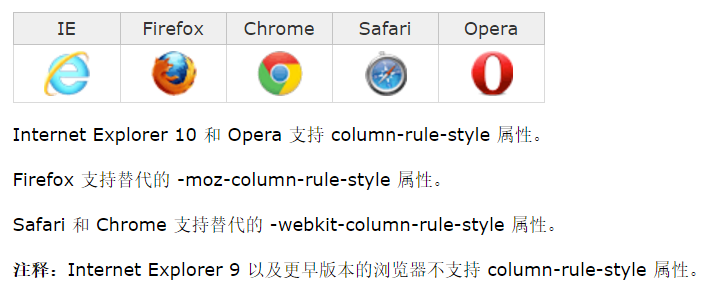 IE Firefox Chrome Safari Opera
Internet Explorer 10 和 Opera 支持 column-rule-style 属性。
Firefox 支持替代的 -moz-column-rule-style 属性。
Safari 和 Chrome 支持替代的 -webkit-column-rule-style 属性。
注释：Internet Explorer 9 以及更早版本的浏览器不支持 column-rule-style 属性。